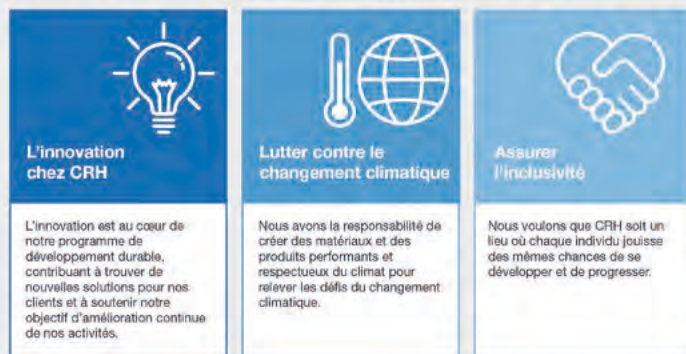 L'innovation
chez CRH
L'innovation est au cœur de
notre programme de
développement durable,
contribuant à trouver de
nouvelles solutions pour nos
clients et à soutenir notre
objectif d'amélioration continue
de nos activités.
Lutter contre le
changement climatique
Nous avons la responsabilité de
créer des matériaux et des
produits performants et
respectueux du climat pour
relever les défis du changement
climatique.
Assurer
l'inclusivité
Nous voulons que CRH soit un
lieu où chaque individu jouisse
des mêmes chances de se
développer et de progresser.